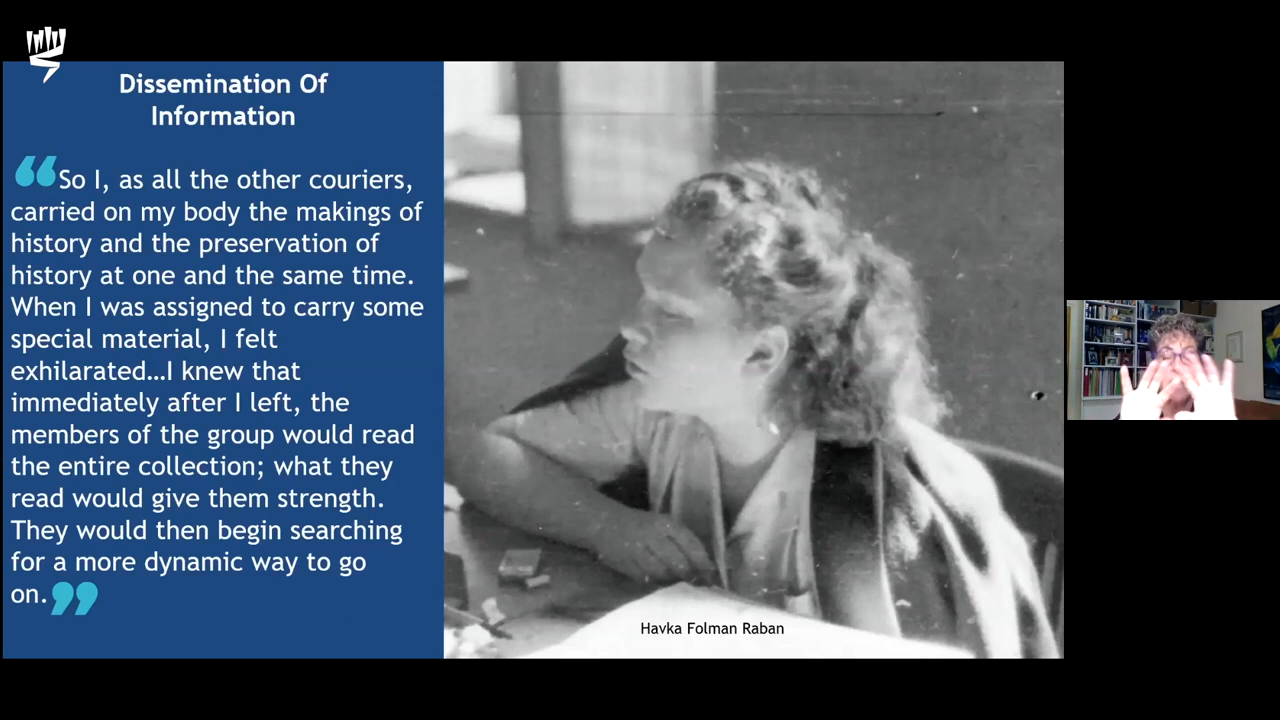 Dissemination Of
Information
“So I, as all the other couriers,
carried on my body the makings of
history and the preservation of
history at one and the same time.
When I was assigned to carry some
special material, I felt
exhilarated…I knew that
immediately after I left, the
members of the group would read
the entire collection; what they
read would give them strength.
They would then begin searching
for a more dynamic way to go
on.”
Havka Folman Raban